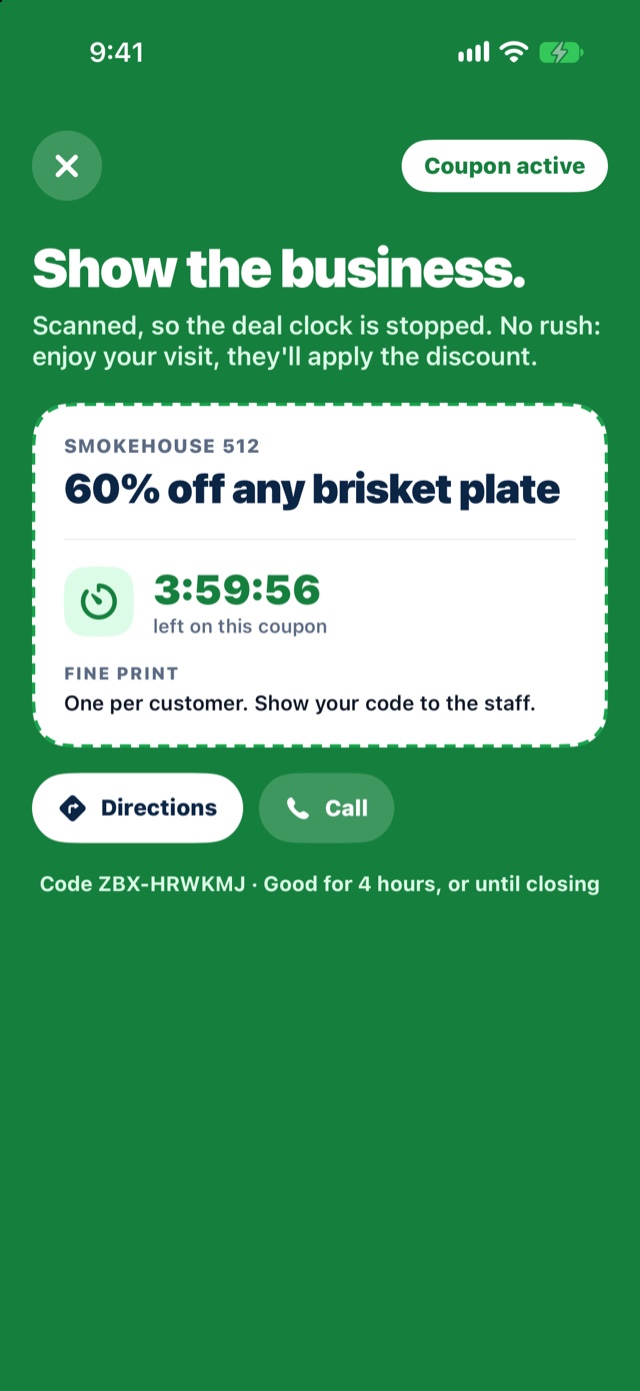 9:41
Coupon active
Show the business.
Scanned, so the deal clock is stopped. No rush:
enjoy your visit, they'll apply the discount.
SMOKEHOUSE 512
60% off any brisket plate
3:59:56
left on this coupon
FINE PRINT
One per customer. Show your code to the staff.
Directions
Call
Code ZBX-HRWKMJ · Good for 4 hours, or until closing